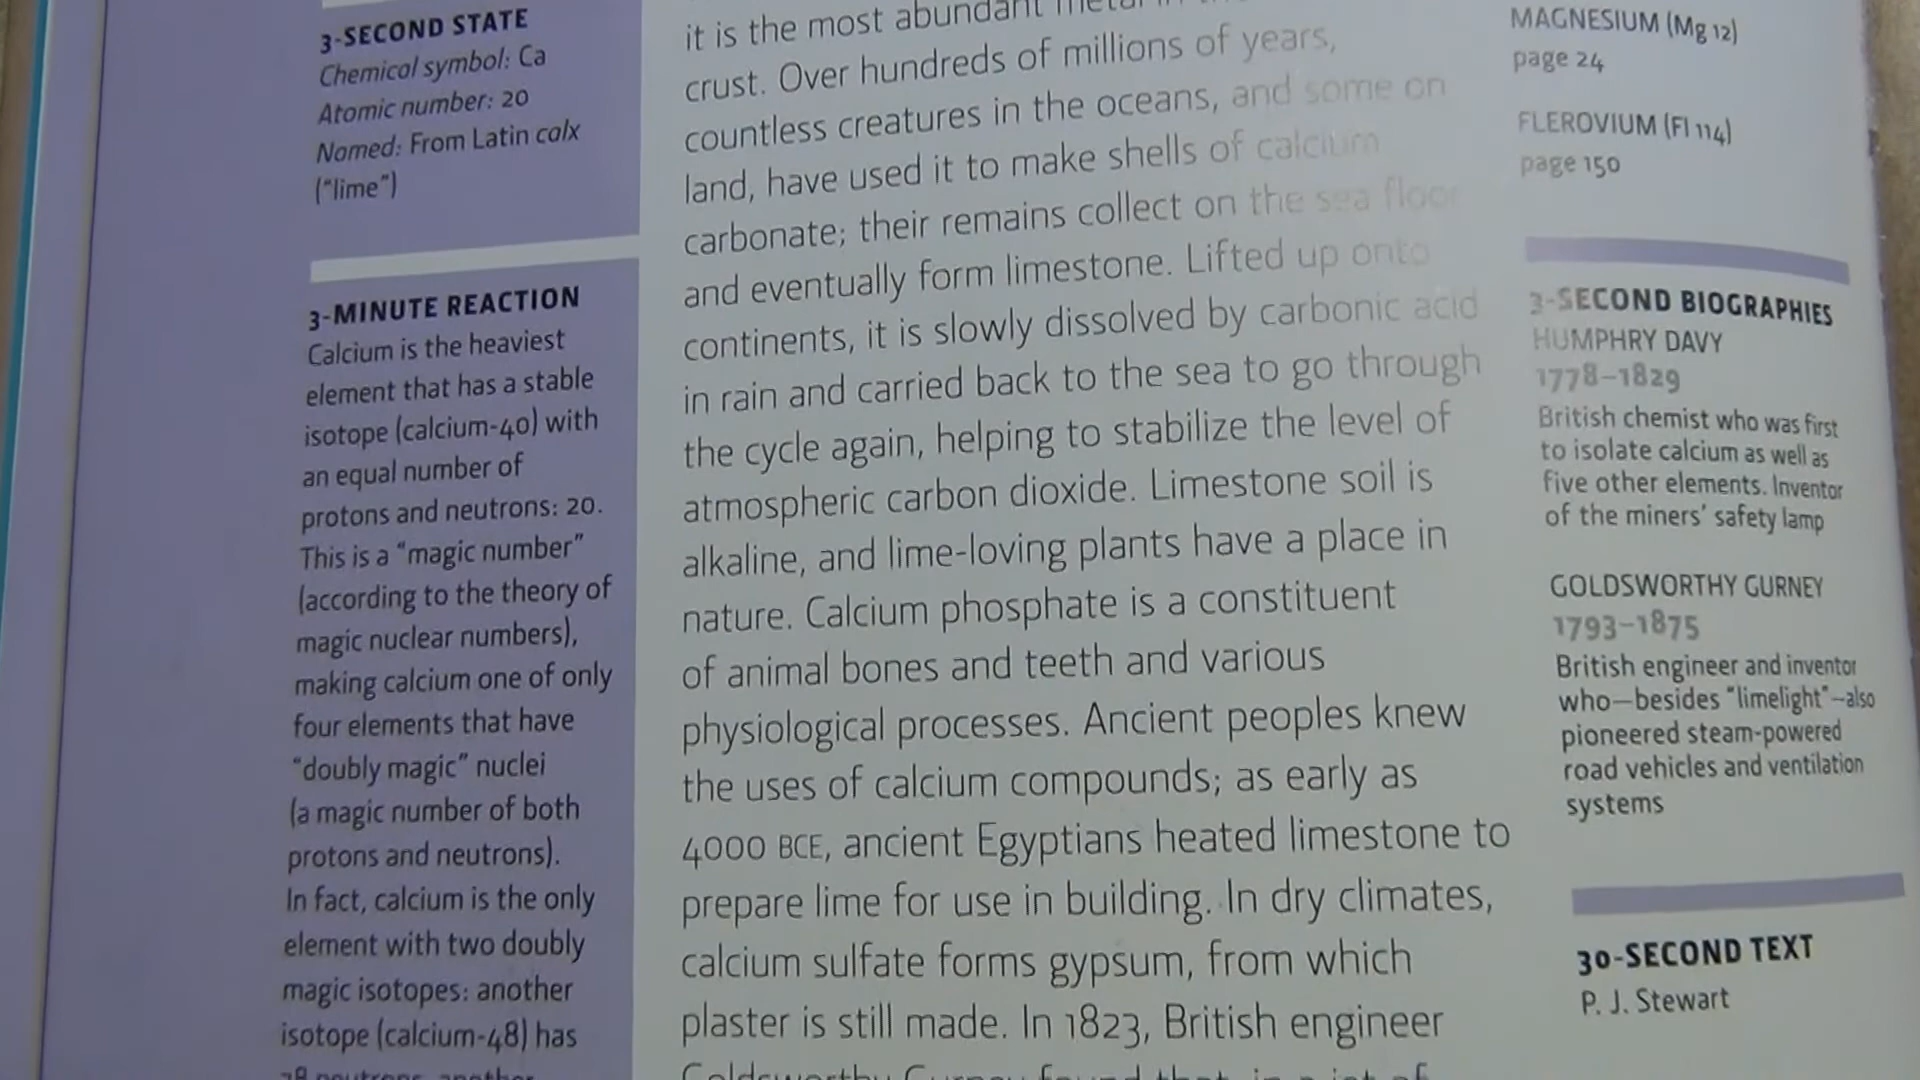 3-SECOND STATE
Chemical symbol: Ca
Atomic number: 20
Named: From Latin calx
("lime")
3-MINUTE REACTION
Calcium is the heaviest
element that has a stable
isotope (calcium-40) with
an equal number of
protons and neutrons: 20.
This is a "magic number"
(according to the theory of
magic nuclear numbers),
making calcium one of only
four elements that have
"doubly magic" nuclei
(a magic number of both
protons and neutrons).
In fact, calcium is the only
element with two doubly
magic isotopes: another
isotope (calcium-48) has
it is the most abundant metal in
crust. Over hundreds of millions of years,
countless creatures in the oceans, and some on
land, have used it to make shells of calcium
carbonate; their remains collect on the sea floor
and eventually form limestone. Lifted up onto
continents, it is slowly dissolved by carbonic acid
in rain and carried back to the sea to go through
the cycle again, helping to stabilize the level of
atmospheric carbon dioxide. Limestone soil is
alkaline, and lime-loving plants have a place in
nature. Calcium phosphate is a constituent
of animal bones and teeth and various
physiological processes. Ancient peoples knew
the uses of calcium compounds; as early as
4000 BCE, ancient Egyptians heated limestone to
prepare lime for use in building. In dry climates,
calcium sulfate forms gypsum, from which
plaster is still made. In 1823, British engineer
Goldsworthy Gurney found that, in a jet of
MAGNESIUM (Mg 12)
page 24
FLEROVIUM (Fl 114)
page 150
3-SECOND BIOGRAPHIES
HUMPHRY DAVY
1778–1829
British chemist who was first
to isolate calcium as well as
five other elements. Inventor
of the miners' safety lamp
GOLDSWORTHY GURNEY
1793–1875
British engineer and inventor
who—besides "limelight"—also
pioneered steam-powered
road vehicles and ventilation
systems
30-SECOND TEXT
P. J. Stewart